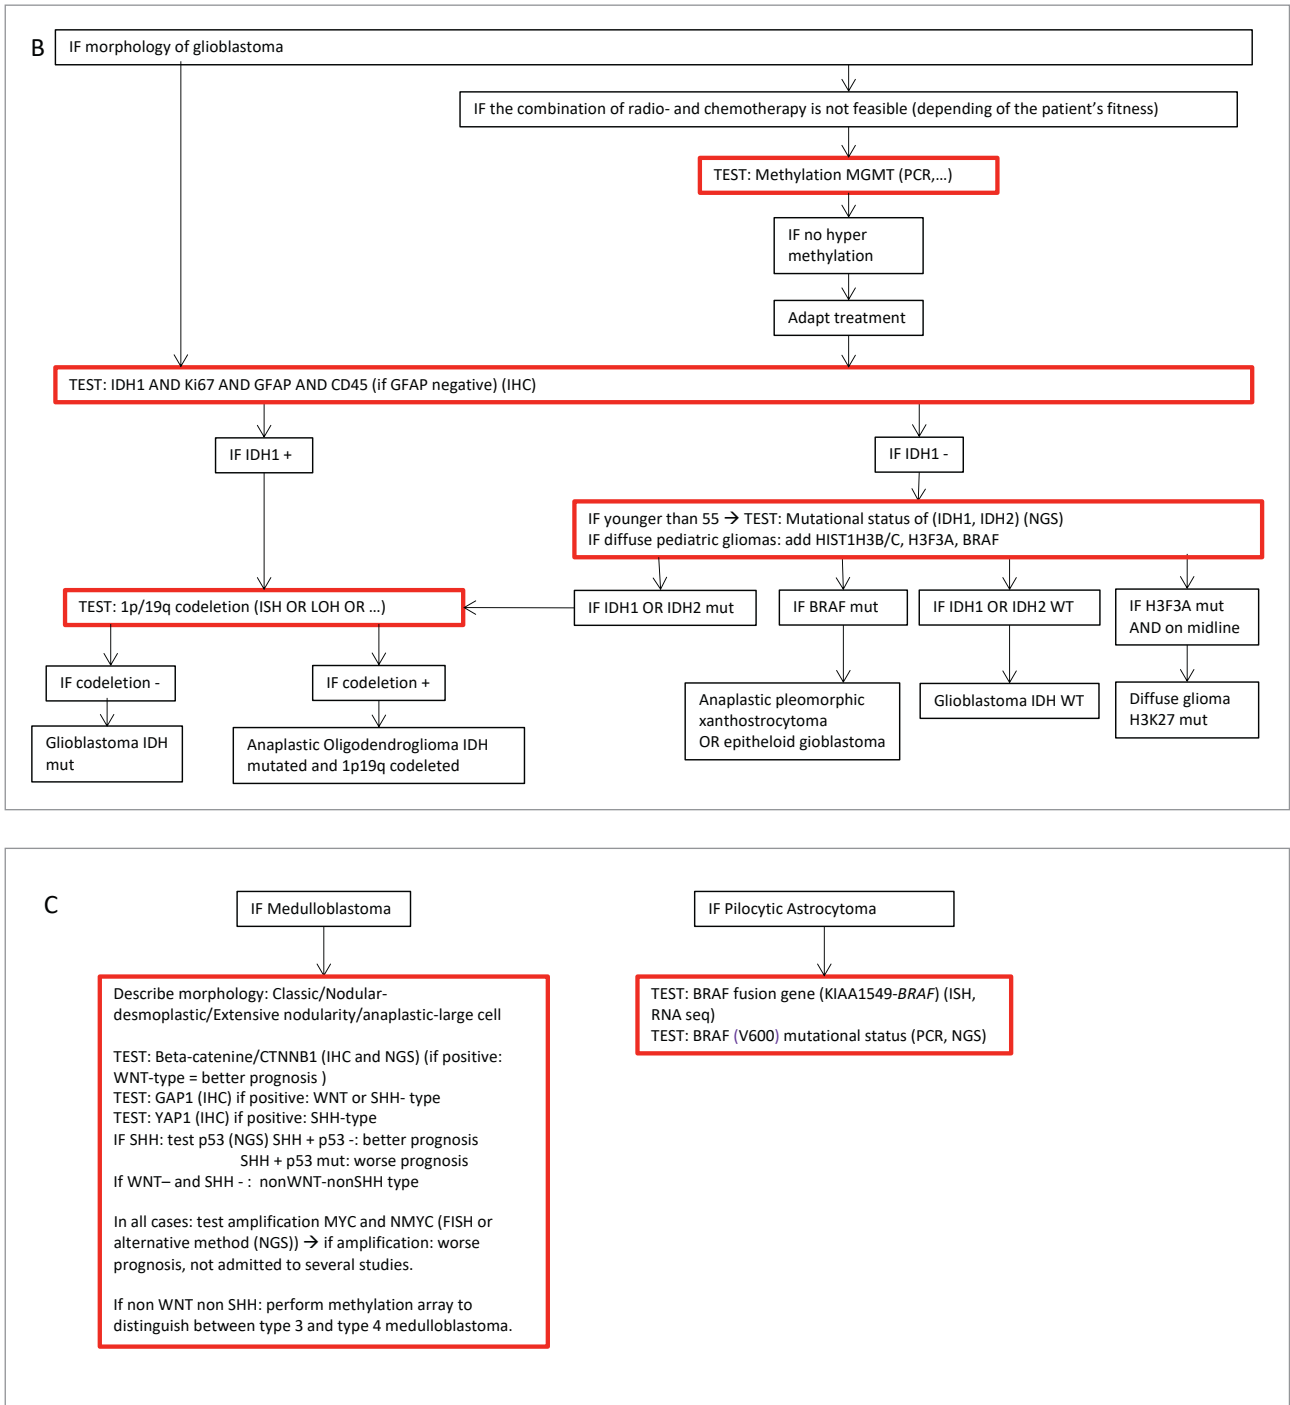 B
IF morphology of glioblastoma
IF the combination of radio- and chemotherapy is not feasible (depending of the patient’s fitness)
TEST: Methylation MGMT (PCR,…)
IF no hyper
methylation
Adapt treatment
TEST: IDH1 AND Ki67 AND GFAP AND CD45 (if GFAP negative) (IHC)
IF IDH1 +
IF IDH1 -
IF younger than 55 → TEST: Mutational status of (IDH1, IDH2) (NGS)
IF diffuse pediatric gliomas: add HIST1H3B/C, H3F3A, BRAF
TEST: 1p/19q codeletion (ISH OR LOH OR …)
IF IDH1 OR IDH2 mut
IF BRAF mut
IF IDH1 OR IDH2 WT
IF H3F3A mut
AND on midline
IF codeletion -
IF codeletion +
Anaplastic pleomorphic
xanthostrocytoma
OR epitheloid gioblastoma
Glioblastoma IDH WT
Diffuse glioma
H3K27 mut
Glioblastoma IDH
mut
Anaplastic Oligodendroglioma IDH
mutated and 1p19q codeleted
C
IF Medulloblastoma
Describe morphology: Classic/Nodular-
desmoplastic/Extensive nodularity/anaplastic-large cell
TEST: Beta-catenine/CTNNB1 (IHC and NGS) (if positive:
WNT-type = better prognosis )
TEST: GAP1 (IHC) if positive: WNT or SHH- type
TEST: YAP1 (IHC) if positive: SHH-type
IF SHH: test p53 (NGS) SHH + p53 -: better prognosis
SHH + p53 mut: worse prognosis
If WNT– and SHH - : nonWNT-nonSHH type
In all cases: test amplification MYC and NMYC (FISH or
alternative method (NGS)) → if amplification: worse
prognosis, not admitted to several studies.
If non WNT non SHH: perform methylation array to
distinguish between type 3 and type 4 medulloblastoma.
IF Pilocytic Astrocytoma
TEST: BRAF fusion gene (KIAA1549-BRAF) (ISH,
RNA seq)
TEST: BRAF (V600) mutational status (PCR, NGS)